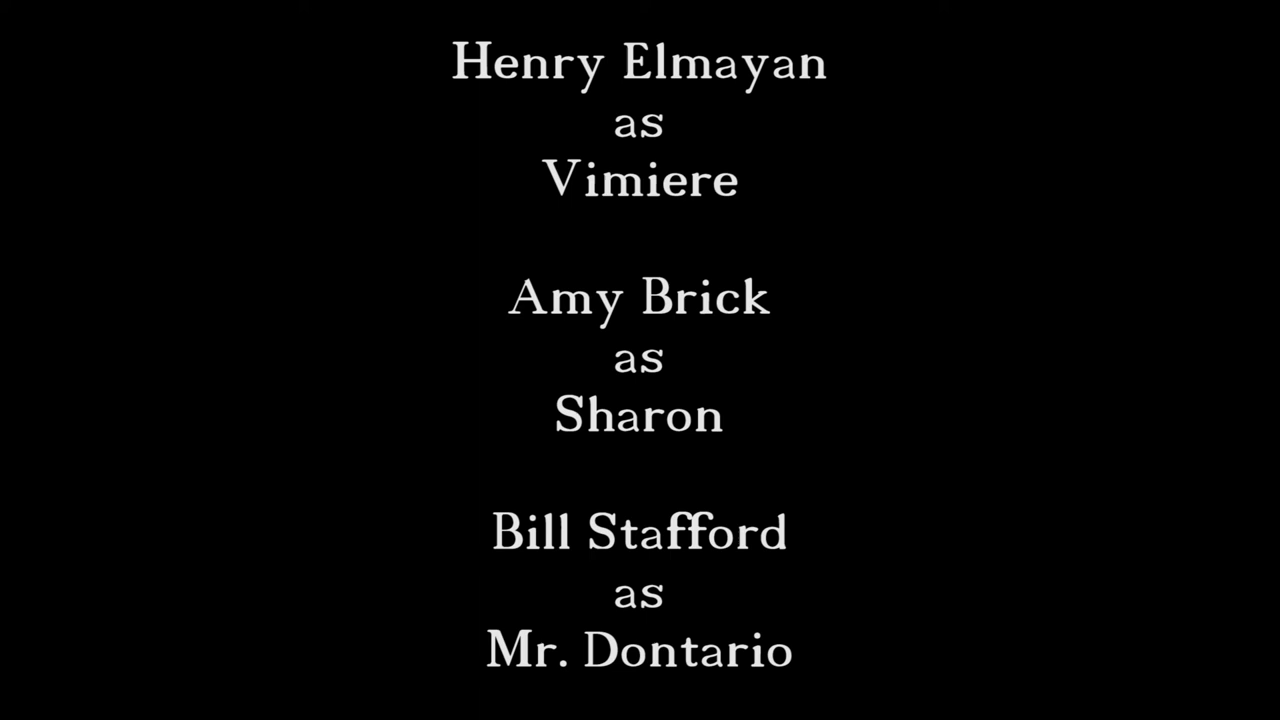 Henry Elmayan
as
Vimiere
Amy Brick
as
Sharon
Bill Stafford
as
Mr. Dontario